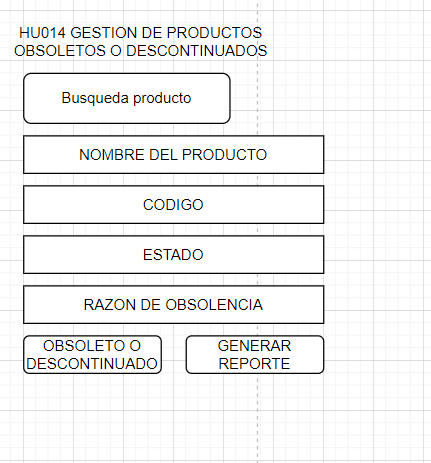 HU014 GESTION DE PRODUCTOS
OBSOLETOS O DESCONTINUADOS
Busqueda producto
NOMBRE DEL PRODUCTO
CODIGO
ESTADO
RAZON DE OBSOLENCIA
OBSOLETO O
DESCONTINUADO
GENERAR
REPORTE